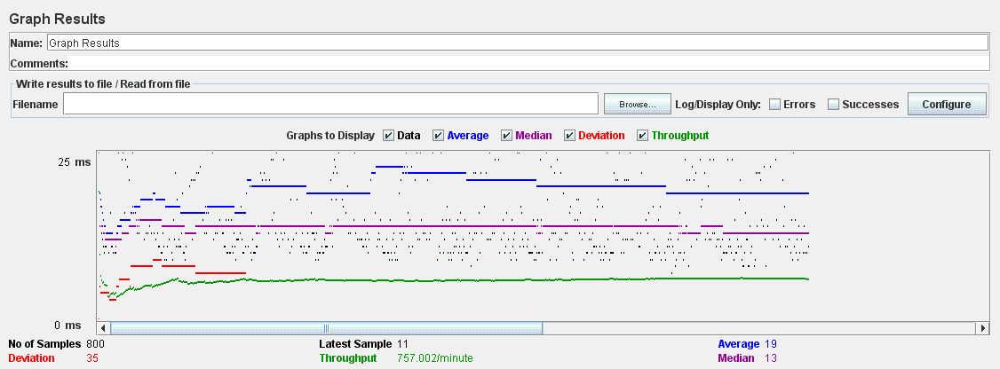 Graph Results
Name: Graph Results
Comments:
Write results to file / Read from file
Filename Browse... Log/Display Only: Errors Successes Configure
Graphs to Display Data Average Median Deviation Throughput
25 ms
0 ms
No of Samples 800 Latest Sample 11 Average 19
Deviation 35 Throughput 757.002/minute Median 13